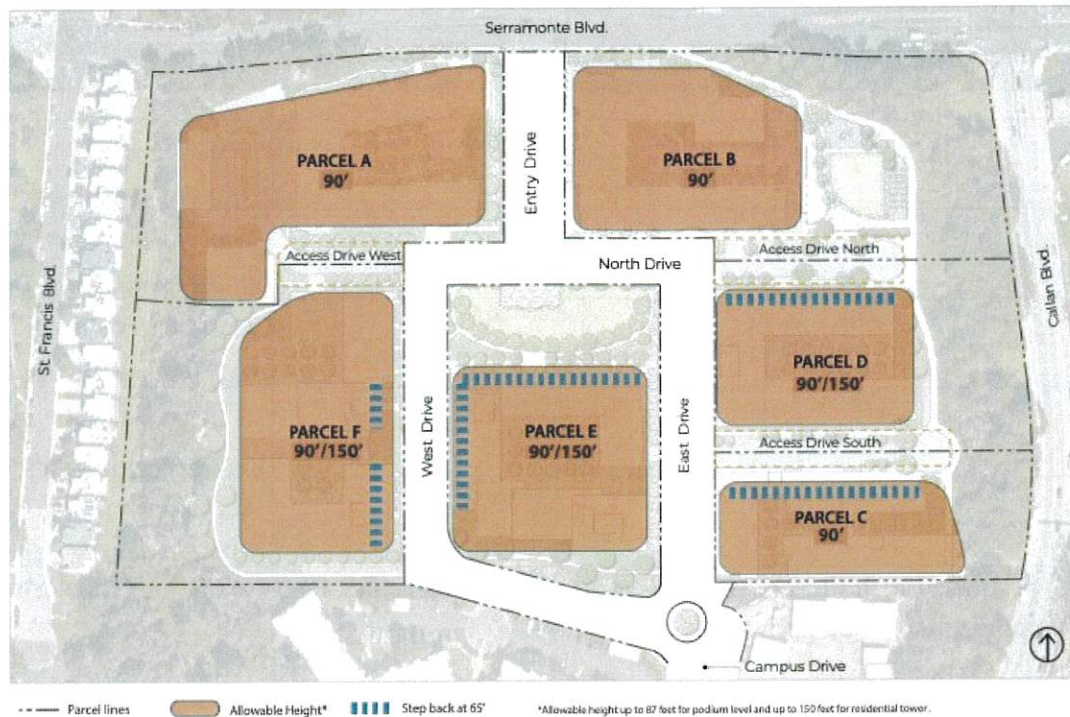 Serramonte Blvd.
PARCEL A
90'
Entry Drive
PARCEL B
90'
Access Drive West
North Drive
Access Drive North
St Francis Blvd.
Callan Blvd.
PARCEL D
90'/150'
PARCEL F
90'/150'
West Drive
PARCEL E
90'/150'
East Drive
Access Drive South
PARCEL C
90'
Campus Drive
Parcel lines
Allowable Height*
Step back at 65'
*Allowable height up to 87 feet for podium level and up to 150 feet for residential tower.